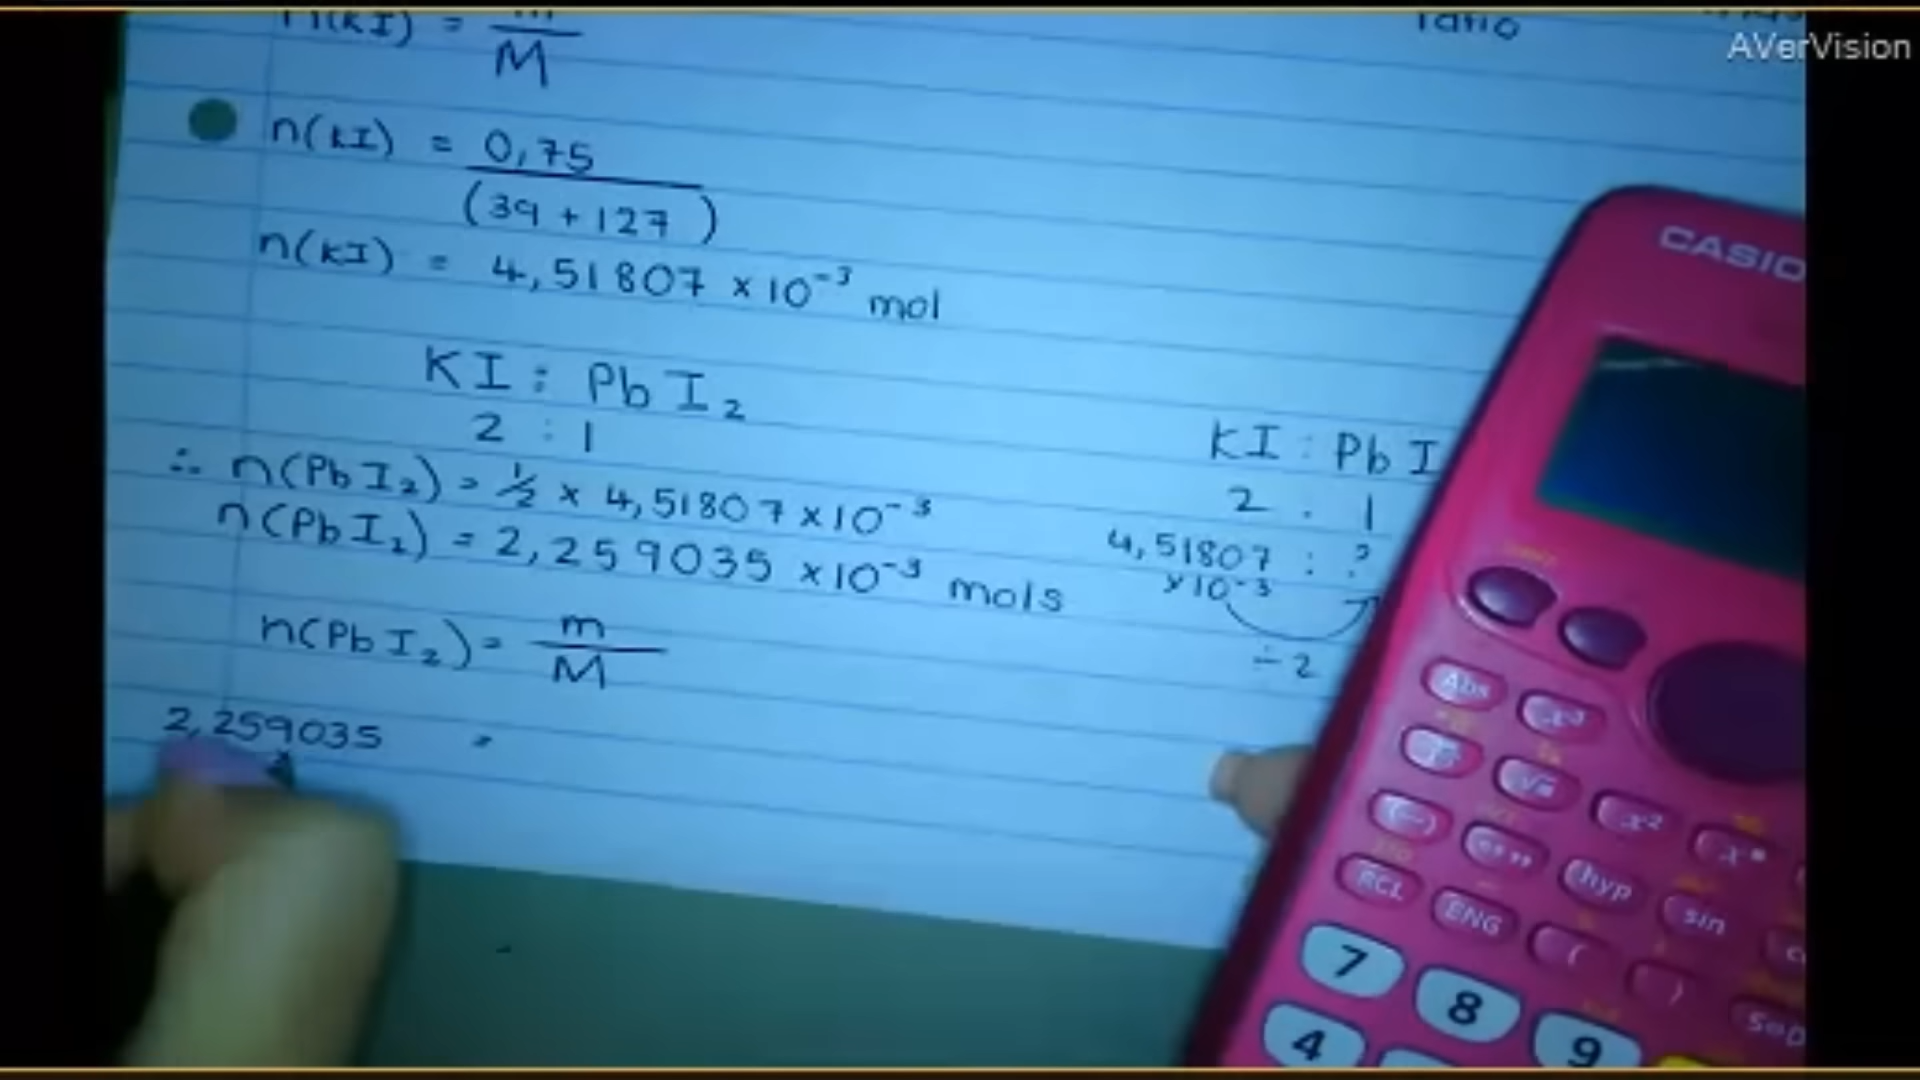 n(KI) = m
M
ratio
AVerVision
n(KI) = 0,75
(39 + 127)
n(KI) = 4,51807 × 10⁻³ mol
KI : PbI₂
2 : 1
∴ n(PbI₂) = ½ × 4,51807 × 10⁻³
n(PbI₂) = 2,259035 × 10⁻³ mols
n(PbI₂) = m
M
2,259035 =
KI : PbI
2 : 1
4,51807 : ?
×10⁻³
÷2
CASIO
Abs x³
√ x²
(−) hyp
RCL ENG sin
( )
S⇔D
7 8 9
4